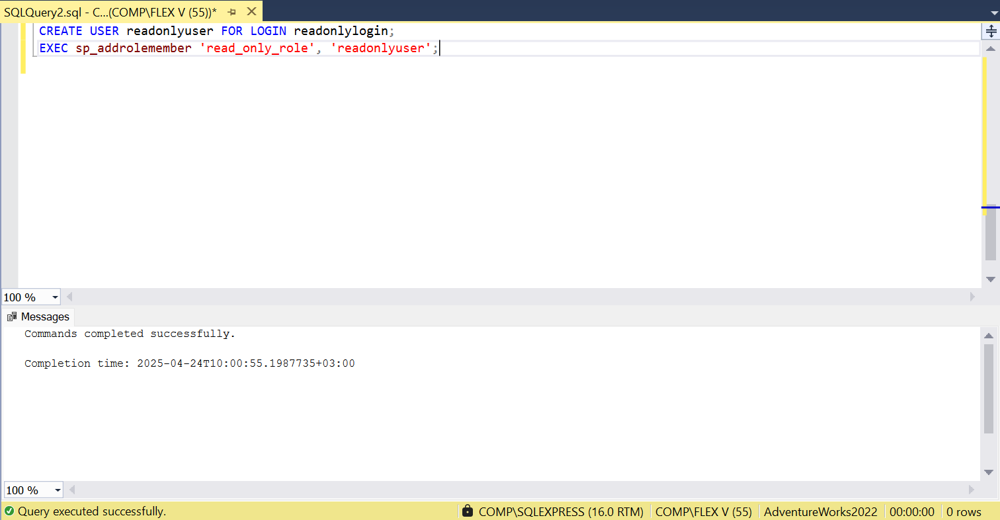 SQLQuery2.sql - C...(COMP\FLEX V (55))*
CREATE USER readonlyuser FOR LOGIN readonlylogin;
EXEC sp_addrolemember 'read_only_role', 'readonlyuser';
100 %
Messages
Commands completed successfully.
Completion time: 2025-04-24T10:00:55.1987735+03:00
100 %
Query executed successfully. COMP\SQLEXPRESS (16.0 RTM) COMP\FLEX V (55) AdventureWorks2022 00:00:00 0 rows